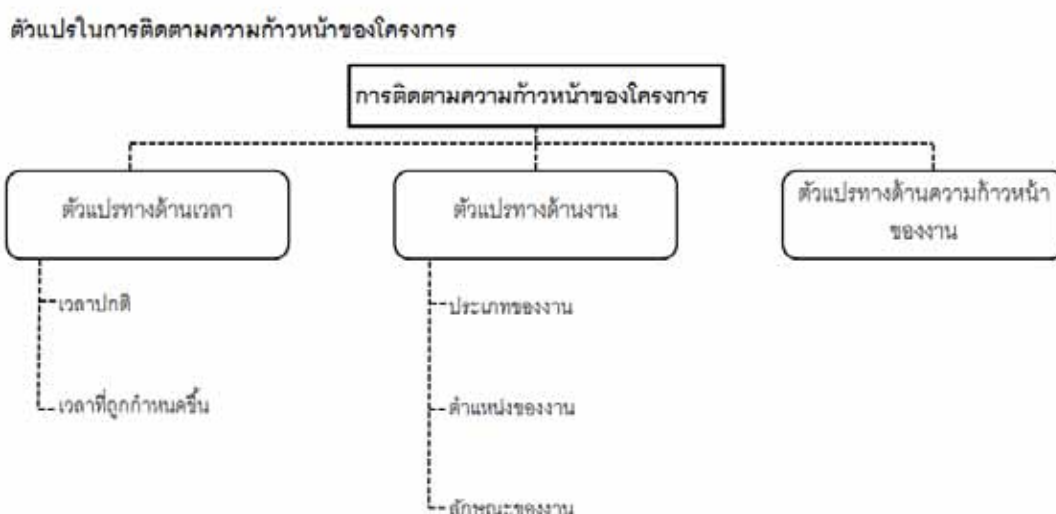 ตัวแปรในการติดตามความก้าวหน้าของโครงการ
การติดตามความก้าวหน้าของโครงการ
ตัวแปรทางด้านเวลา
ตัวแปรทางด้านงาน
ตัวแปรทางด้านความก้าวหน้า
ของงาน
เวลาปกติ
เวลาที่ถูกกำหนดขึ้น
ประเภทของงาน
ตำแหน่งของงาน
ลักษณะของงาน